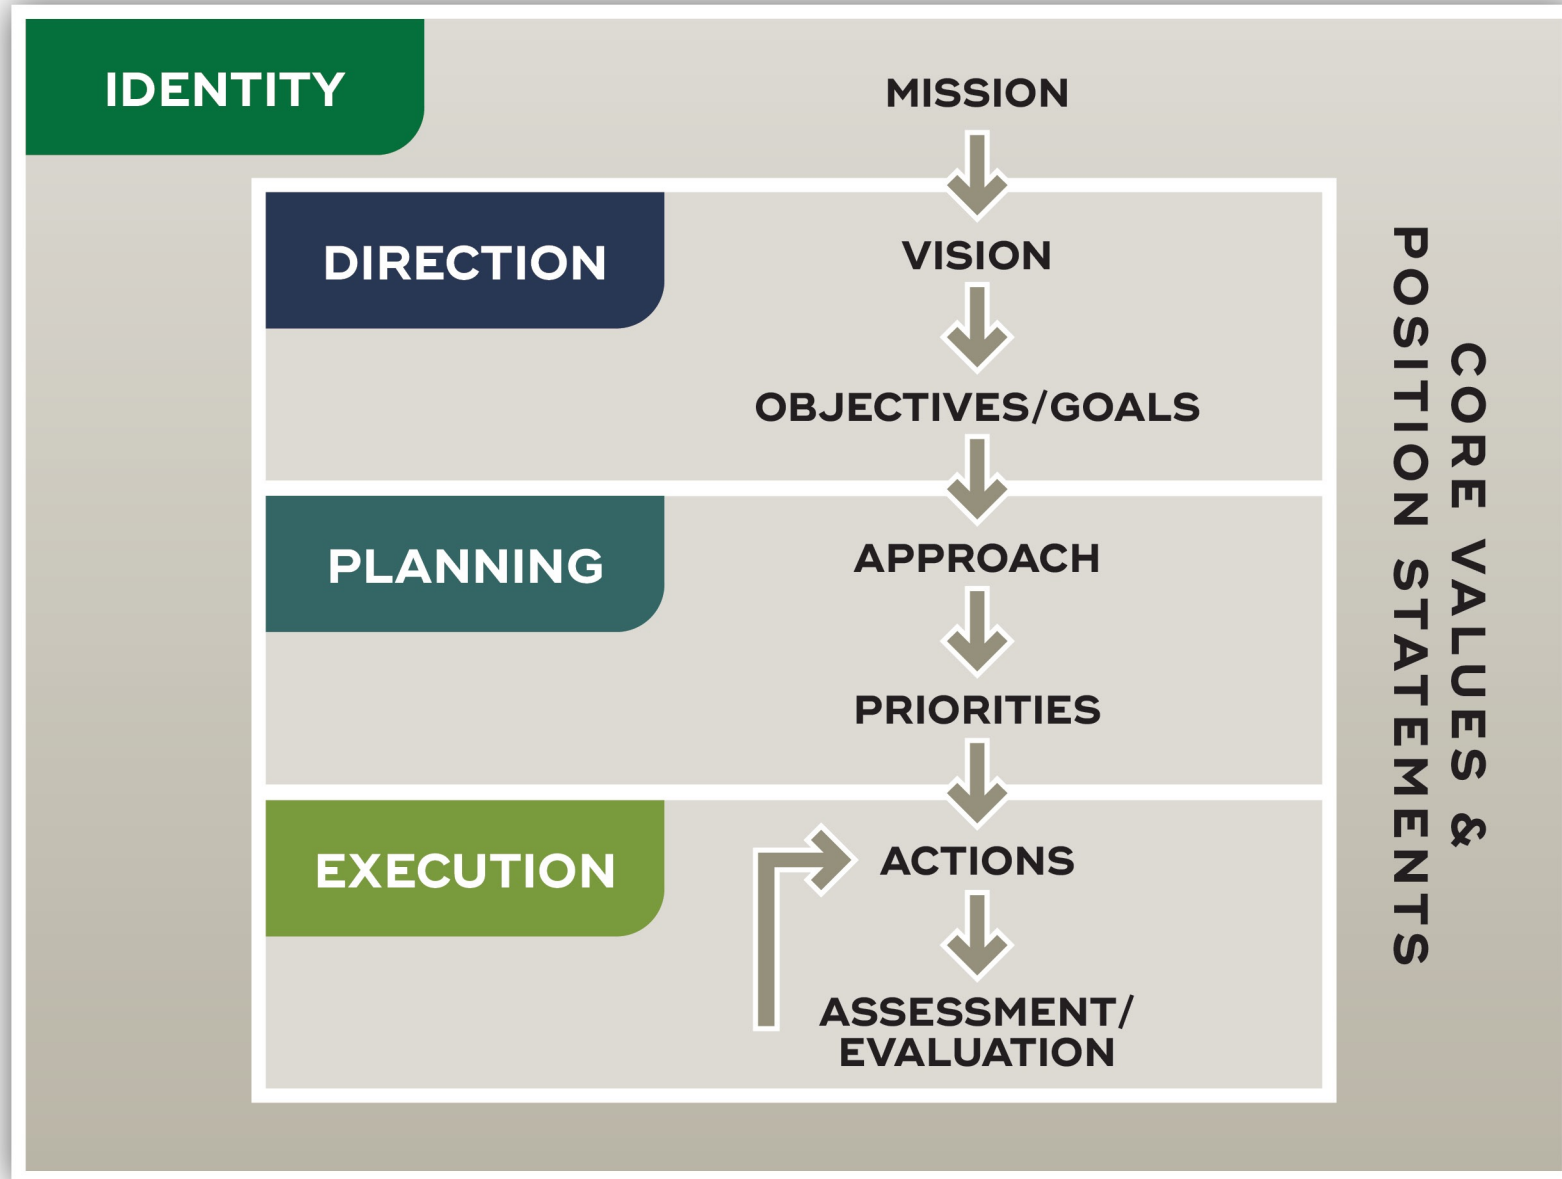 IDENTITY
MISSION
DIRECTION
VISION
OBJECTIVES/GOALS
PLANNING
APPROACH
PRIORITIES
EXECUTION
ACTIONS
ASSESSMENT/
EVALUATION
CORE VALUES &
POSITION STATEMENTS